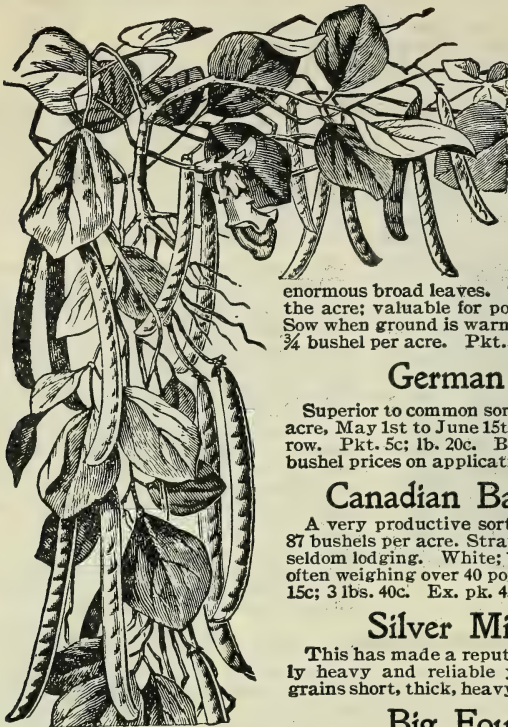 enormous broad leaves.
the acre; valuable for po
Sow when ground is warm
¾ bushel per acre. Pkt.
German
Superior to common sor
acre, May 1st to June 15t
row. Pkt. 5c; lb. 20c. B
bushel prices on applicat
Canadian Ba
A very productive sort
87 bushels per acre. Stra
seldom lodging. White;
often weighing over 40 po
15c; 3 lbs. 40c. Ex. pk. 4
Silver Mi
This has made a reput
ly heavy and reliable
grains short, thick, heavy
Big Four